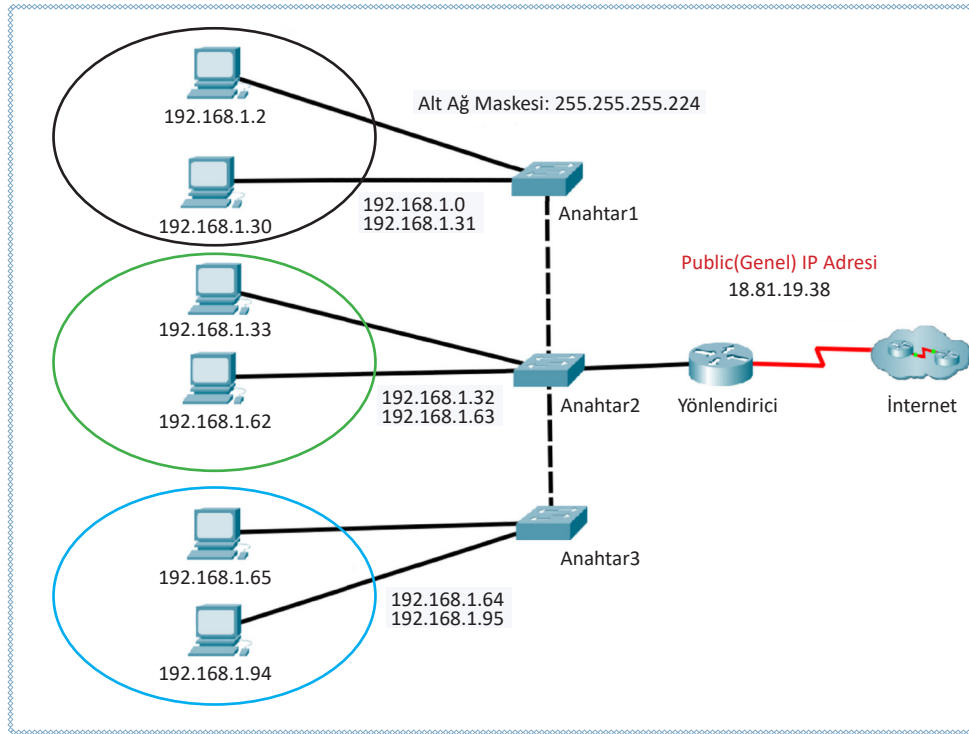 192.168.1.2
Alt Ağ Maskesi: 255.255.255.224
192.168.1.30
192.168.1.0
192.168.1.31
Anahtar1
Public(Genel) IP Adresi
18.81.19.38
192.168.1.33
192.168.1.62
192.168.1.32
192.168.1.63
Anahtar2
Yönlendirici
İnternet
192.168.1.65
Anahtar3
192.168.1.64
192.168.1.95
192.168.1.94